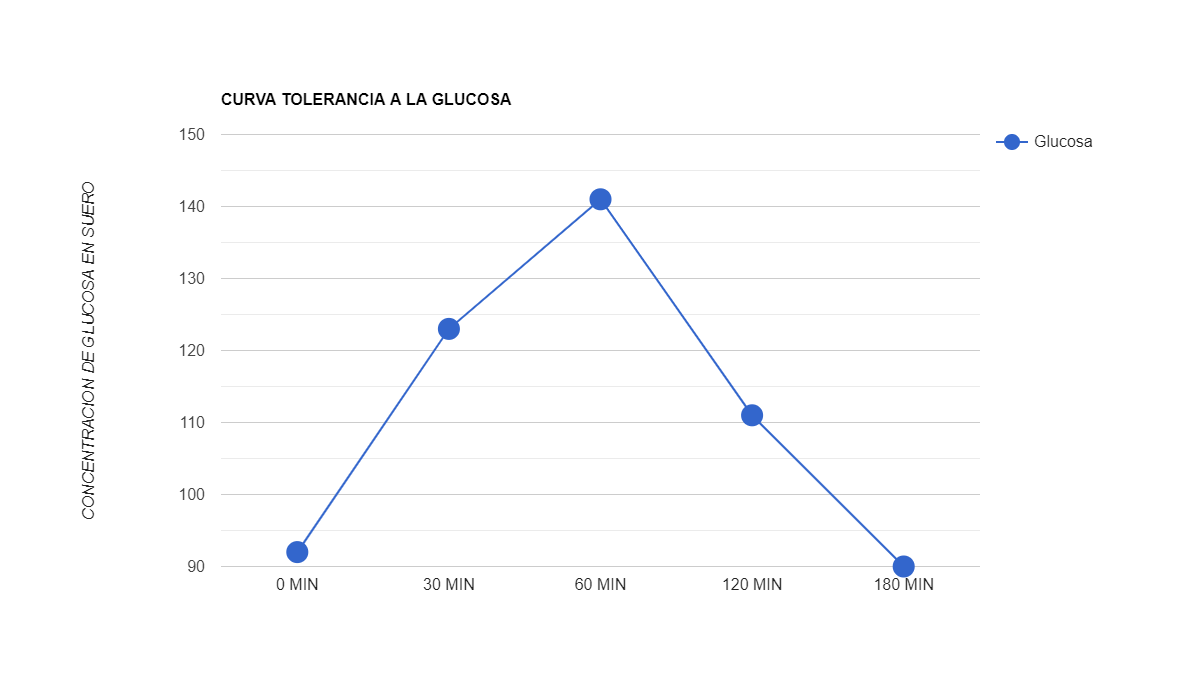 CURVA TOLERANCIA A LA GLUCOSA
Glucosa
CONCENTRACION DE GLUCOSA EN SUERO
150
140
130
120
110
100
90
0 MIN
30 MIN
60 MIN
120 MIN
180 MIN